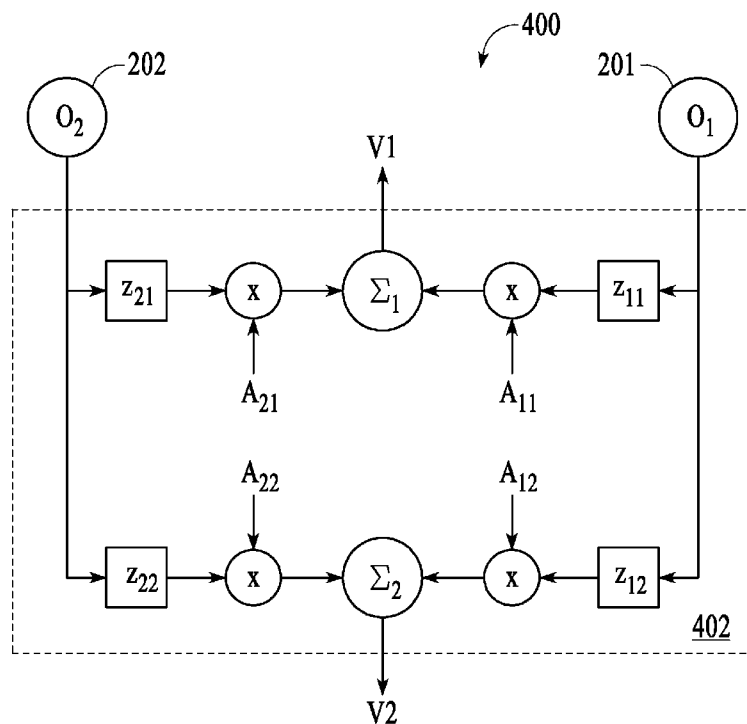 400
202
201
O₂
O₁
V1
z₂₁
x
Σ₁
x
z₁₁
A₂₁
A₁₁
A₂₂
A₁₂
z₂₂
x
Σ₂
x
z₁₂
402
V2